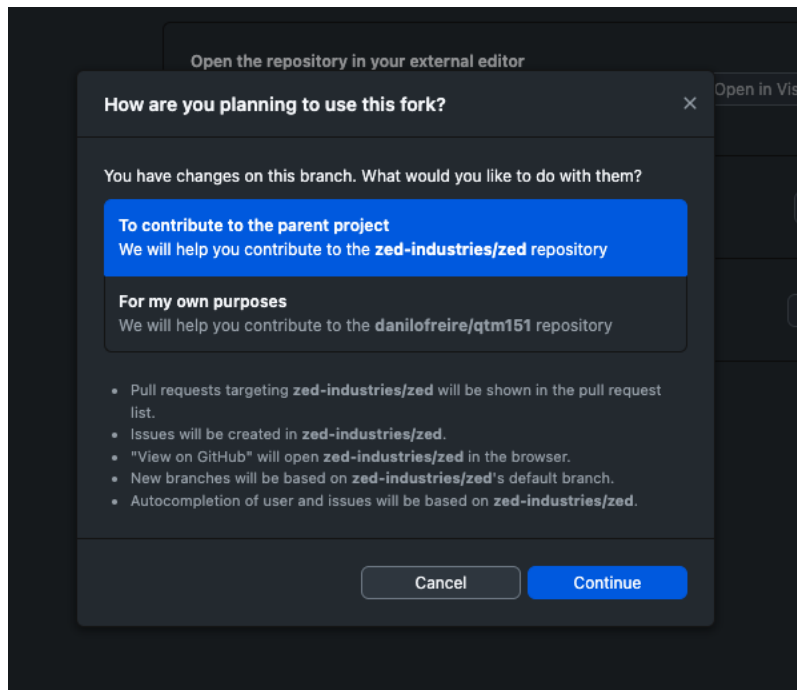 Open the repository in your external editor
Open in Vis
How are you planning to use this fork?
You have changes on this branch. What would you like to do with them?
To contribute to the parent project
We will help you contribute to the zed-industries/zed repository
For my own purposes
We will help you contribute to the danilofreire/qtm151 repository
• Pull requests targeting zed-industries/zed will be shown in the pull request
list.
• Issues will be created in zed-industries/zed.
• "View on GitHub" will open zed-industries/zed in the browser.
• New branches will be based on zed-industries/zed's default branch.
• Autocompletion of user and issues will be based on zed-industries/zed.
Cancel
Continue